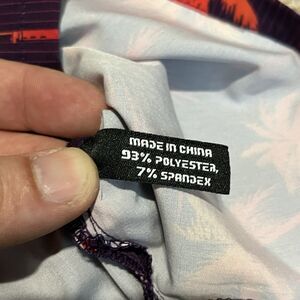 MADE IN CHINA
93% POLYESTER,
7% SPANDEX